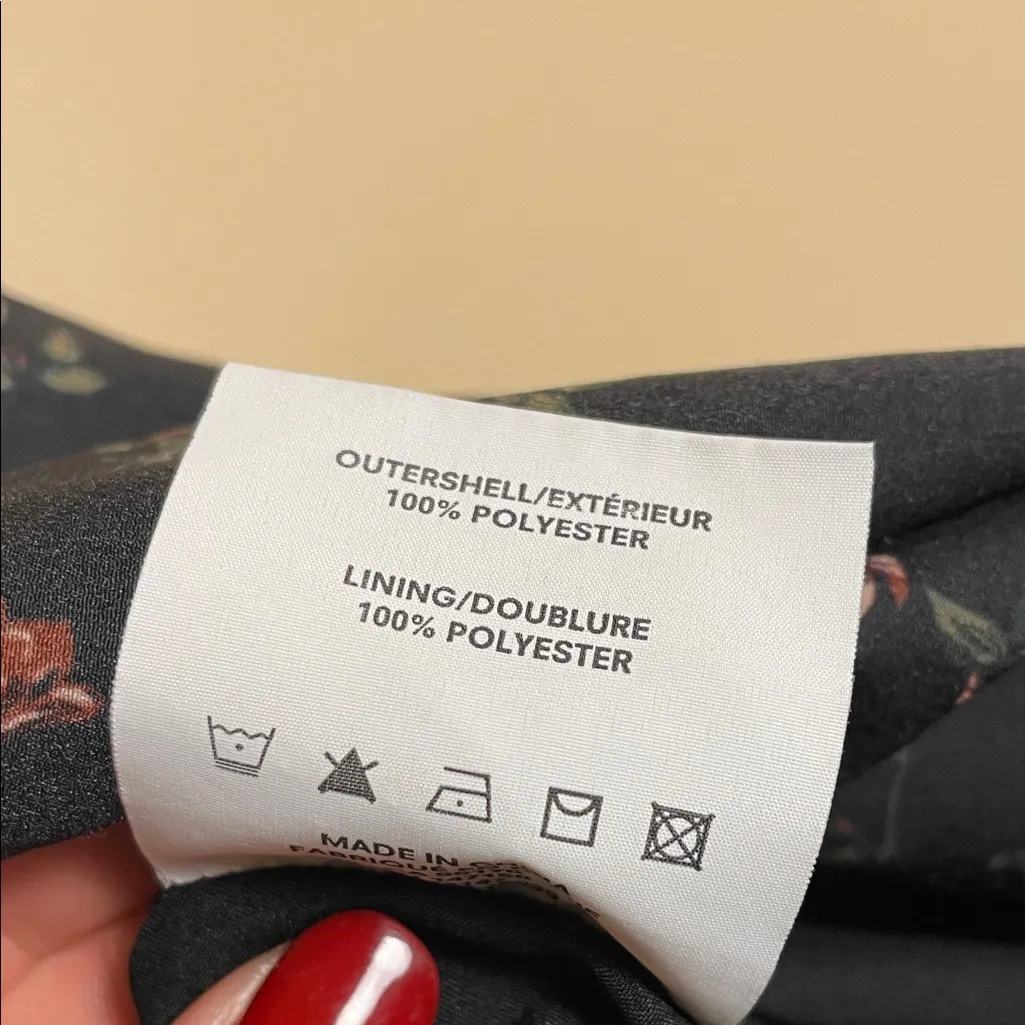 OUTERSHELL/EXTÉRIEUR
100% POLYESTER
LINING/DOUBLURE
100% POLYESTER
MADE IN